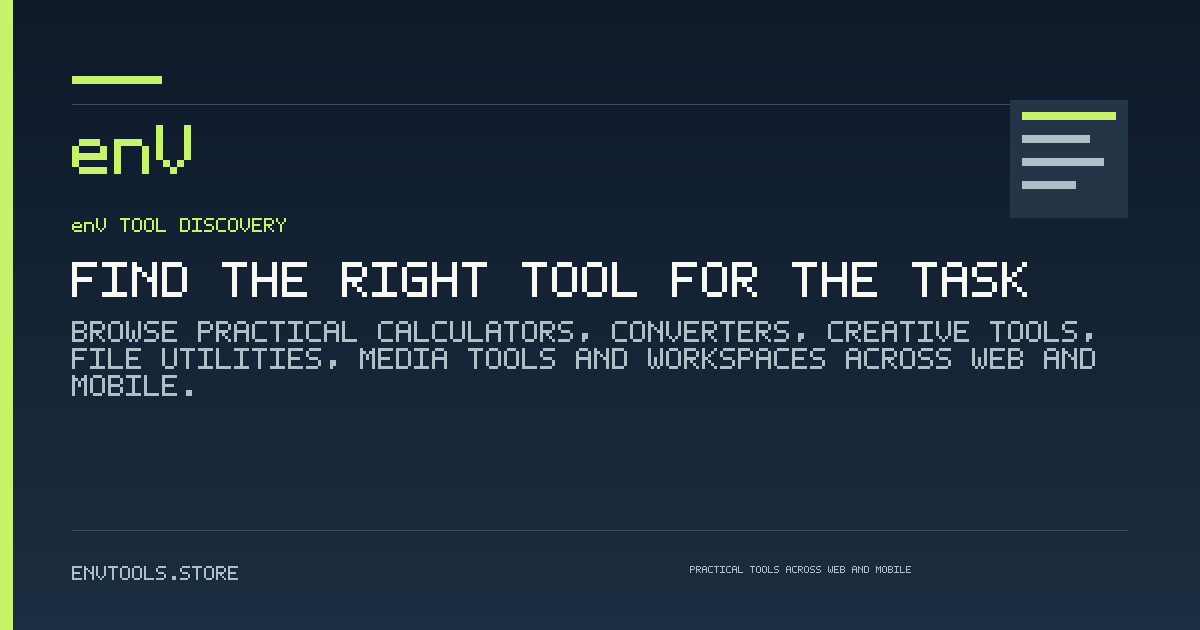 enV
enV TOOL DISCOVERY
FIND THE RIGHT TOOL FOR THE TASK
BROWSE PRACTICAL CALCULATORS, CONVERTERS, CREATIVE TOOLS,
FILE UTILITIES, MEDIA TOOLS AND WORKSPACES ACROSS WEB AND
MOBILE.
ENVTOOLS.STORE
PRACTICAL TOOLS ACROSS WEB AND MOBILE